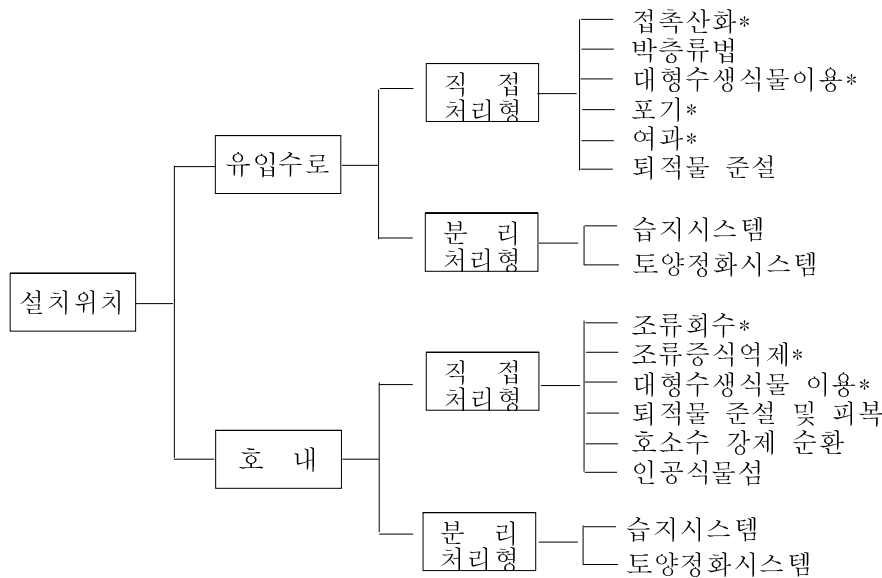 설치위치
유입수로
직 접
처리형
접촉산화*
박층류법
대형수생식물이용*
포기*
여과*
퇴적물 준설
분 리
처리형
습지시스템
토양정화시스템
호 내
직 접
처리형
조류회수*
조류증식억제*
대형수생식물 이용*
퇴적물 준설 및 피복
호소수 강제 순환
인공식물섬
분 리
처리형
습지시스템
토양정화시스템